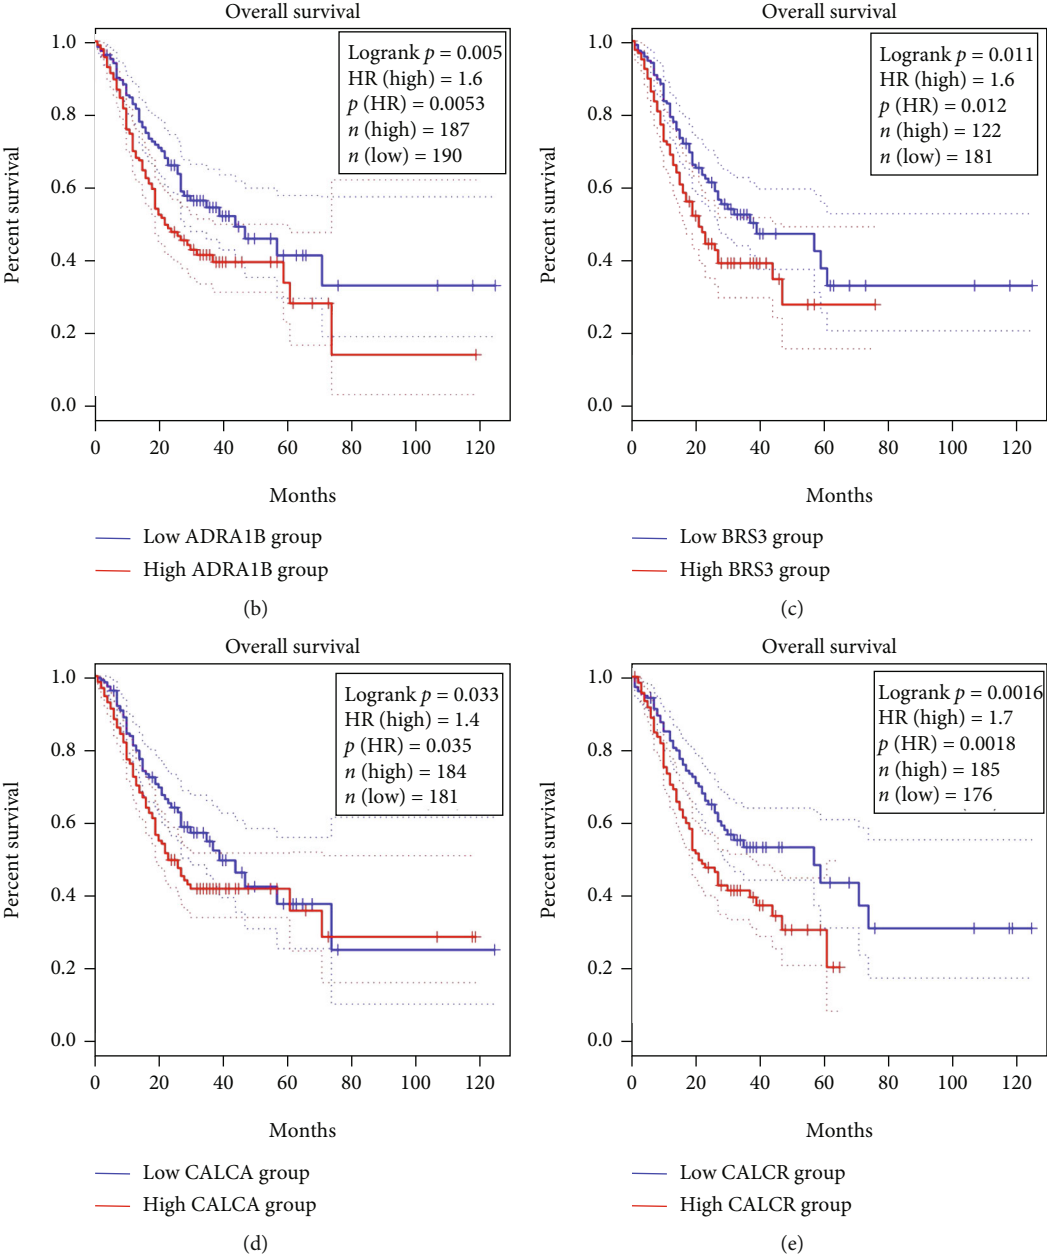 Overall survival
Logrank p = 0.005
HR (high) = 1.6
p (HR) = 0.0053
n (high) = 187
n (low) = 190
Percent survival
1.0
0.8
0.6
0.4
0.2
0.0
0 20 40 60 80 100 120
Months
Low ADRA1B group
High ADRA1B group
(b)
Overall survival
Logrank p = 0.011
HR (high) = 1.6
p (HR) = 0.012
n (high) = 122
n (low) = 181
Percent survival
1.0
0.8
0.6
0.4
0.2
0.0
0 20 40 60 80 100 120
Months
Low BRS3 group
High BRS3 group
(c)
Overall survival
Logrank p = 0.033
HR (high) = 1.4
p (HR) = 0.035
n (high) = 184
n (low) = 181
Percent survival
1.0
0.8
0.6
0.4
0.2
0.0
0 20 40 60 80 100 120
Months
Low CALCA group
High CALCA group
(d)
Overall survival
Logrank p = 0.0016
HR (high) = 1.7
p (HR) = 0.0018
n (high) = 185
n (low) = 176
Percent survival
1.0
0.8
0.6
0.4
0.2
0.0
0 20 40 60 80 100 120
Months
Low CALCR group
High CALCR group
(e)